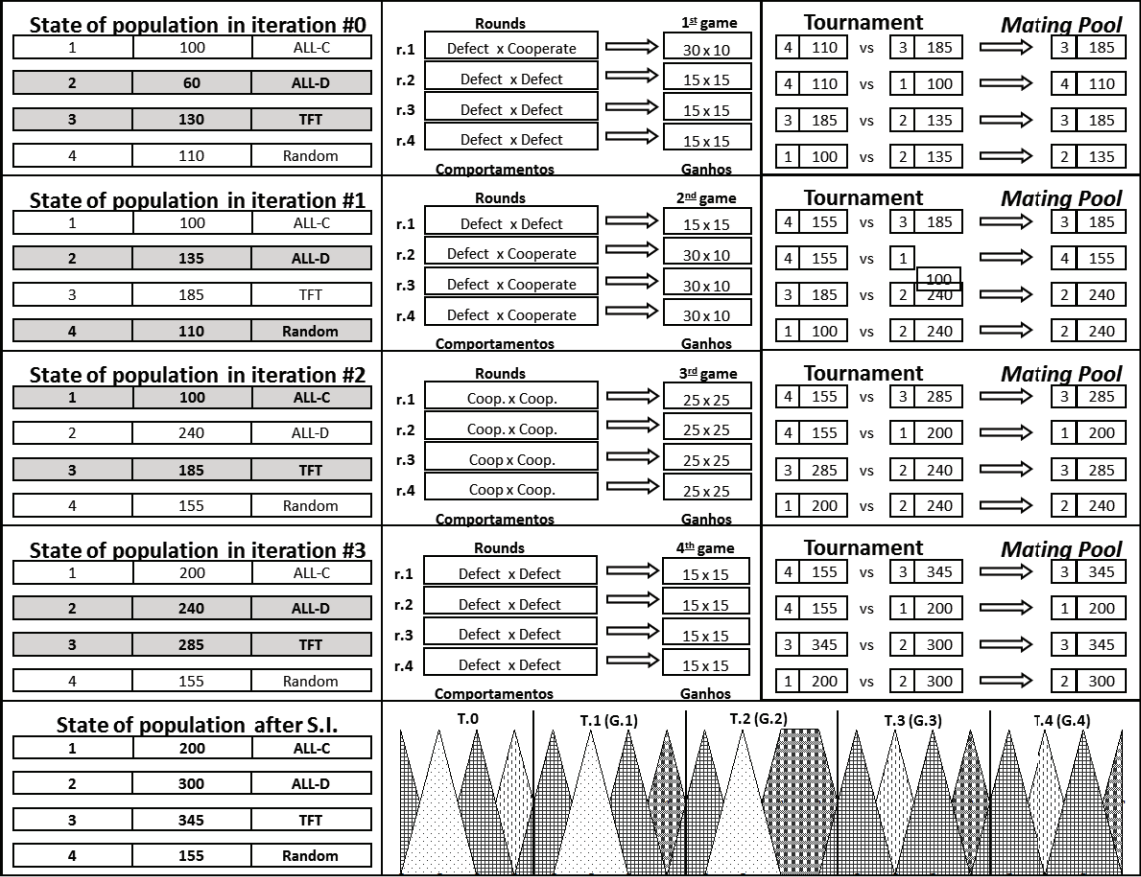 State of population in iteration #0
1 100 ALL-C
2 60 ALL-D
3 130 TFT
4 110 Random
Rounds 1st game
r.1 Defect x Cooperate 30 x 10
r.2 Defect x Defect 15 x 15
r.3 Defect x Defect 15 x 15
r.4 Defect x Defect 15 x 15
Comportamentos Ganhos
Tournament Mating Pool
4 110 vs 3 185 3 185
4 110 vs 1 100 4 110
3 185 vs 2 135 3 185
1 100 vs 2 135 2 135
State of population in iteration #1
1 100 ALL-C
2 135 ALL-D
3 185 TFT
4 110 Random
Rounds 2nd game
r.1 Defect x Defect 15 x 15
r.2 Defect x Cooperate 30 x 10
r.3 Defect x Cooperate 30 x 10
r.4 Defect x Cooperate 30 x 10
Comportamentos Ganhos
Tournament Mating Pool
4 155 vs 3 185 3 185
4 155 vs 1 100 4 155
3 185 vs 2 240 2 240
1 100 vs 2 240 2 240
State of population in iteration #2
1 100 ALL-C
2 240 ALL-D
3 185 TFT
4 155 Random
Rounds 3rd game
r.1 Coop. x Coop. 25 x 25
r.2 Coop. x Coop. 25 x 25
r.3 Coop x Coop. 25 x 25
r.4 Coop x Coop. 25 x 25
Comportamentos Ganhos
Tournament Mating Pool
4 155 vs 3 285 3 285
4 155 vs 1 200 1 200
3 285 vs 2 240 3 285
1 200 vs 2 240 2 240
State of population in iteration #3
1 200 ALL-C
2 240 ALL-D
3 285 TFT
4 155 Random
Rounds 4th game
r.1 Defect x Defect 15 x 15
r.2 Defect x Defect 15 x 15
r.3 Defect x Defect 15 x 15
r.4 Defect x Defect 15 x 15
Comportamentos Ganhos
Tournament Mating Pool
4 155 vs 3 345 3 345
4 155 vs 1 200 1 200
3 345 vs 2 300 3 345
1 200 vs 2 300 2 300
State of population after S.I.
1 200 ALL-C
2 300 ALL-D
3 345 TFT
4 155 Random
T.0 T.1 (G.1) T.2 (G.2) T.3 (G.3) T.4 (G.4)